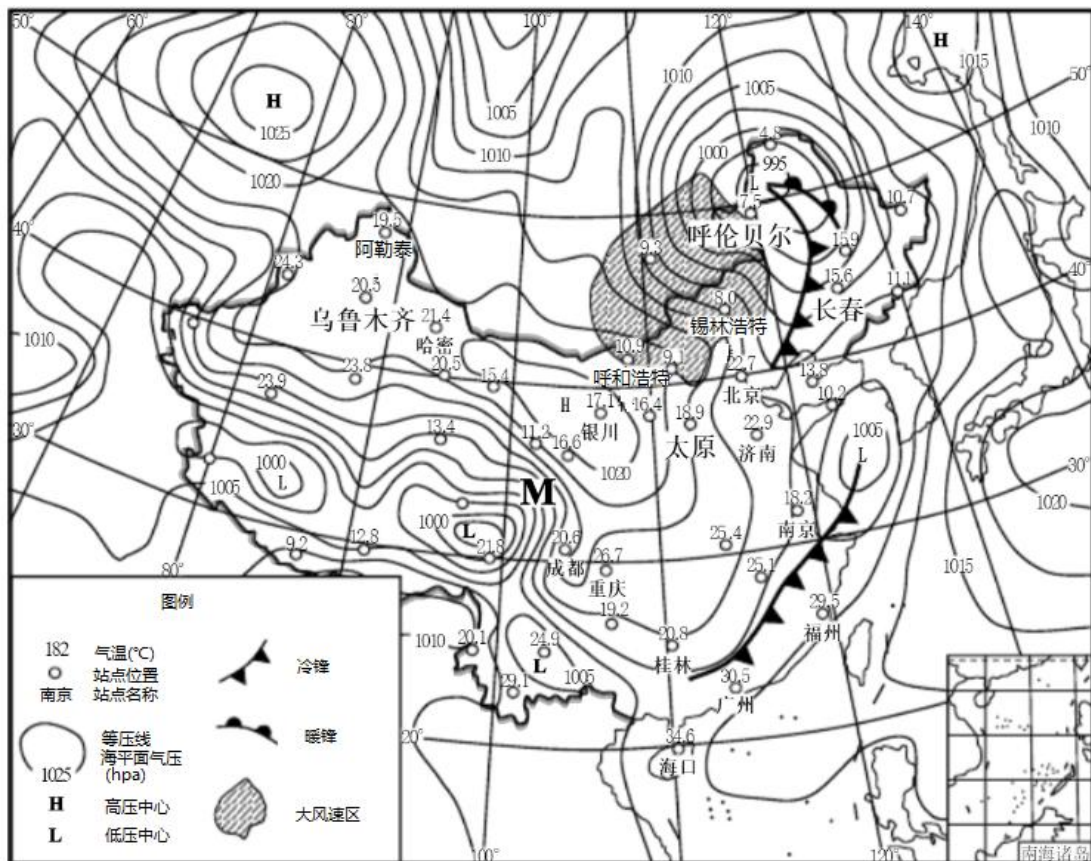 50°
60°
80°
100°
120°
140°
H
1015
1010
1005
50°
H
1025
1005
1010
1010
1000
4.8
995
L
7.5
10.7
1020
40°
19.5
阿勒泰
呼伦贝尔
9.3
15.9
24.3
20.5
15.6
11.1
40°
乌鲁木齐
8.0
长春
21.4
哈密
锡林浩特
1010
10.9
9.1
呼和浩特
23.8
20.5
15.4
22.7
北京
13.8
10.2
23.9
H
17.1
银川
16.4
18.9
太原
22.9
济南
1005
L
30°
13.4
11.2
16.6
1020
30°
1000
L
M
1005
18.2
南京
1020
1000
L
9.2
12.8
21.8
20.6
成都
25.4
26.7
重庆
25.1
1015
80°
19.2
29.5
福州
1010
20.1
24.9
L
20.8
桂林
29.1
1005
30.5
广州
20°
34.6
海口
图例
182 气温(℃)
站点位置
南京 站点名称
冷锋
等压线
海平面气压
(hpa)
1025
暖锋
H 高压中心
L 低压中心
大风速区
100°
120°
南海诸岛